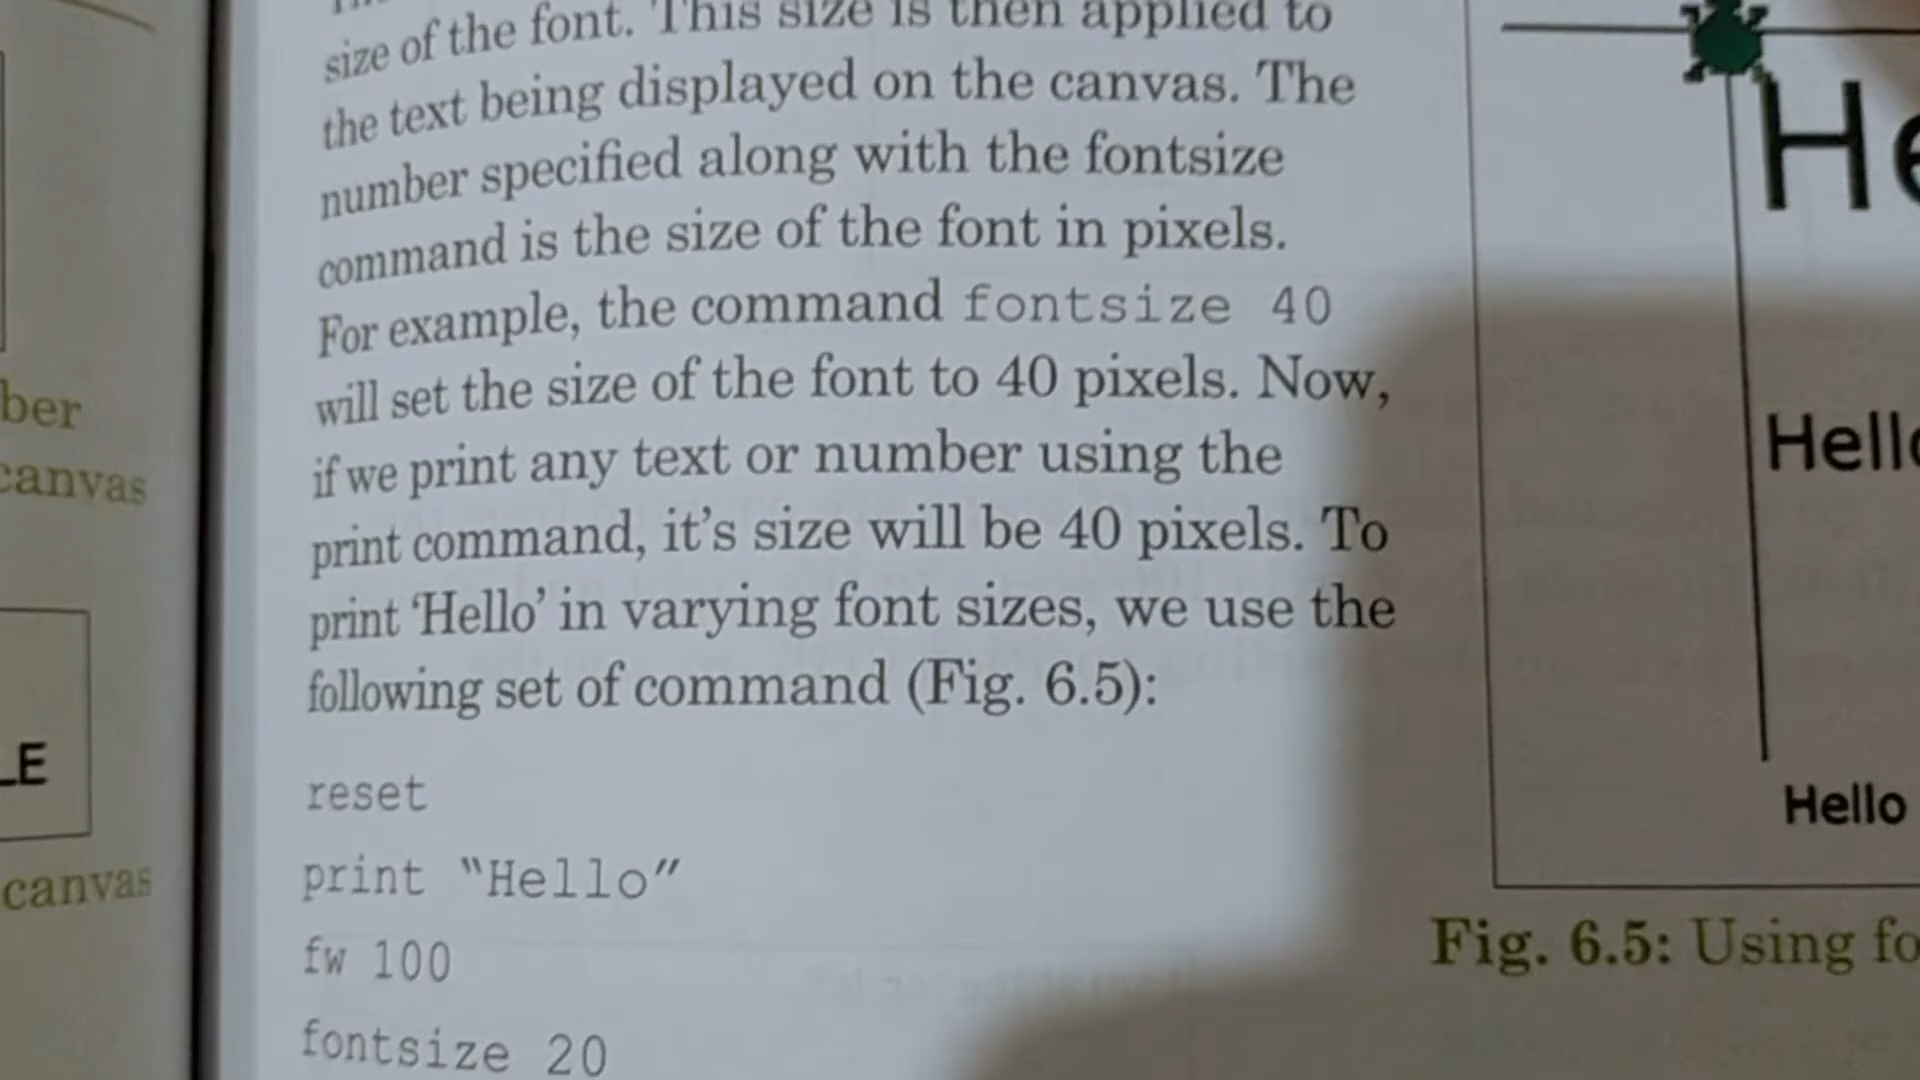 size of the font. This size is then applied to
the text being displayed on the canvas. The
number specified along with the fontsize
command is the size of the font in pixels.
For example, the command fontsize 40
will set the size of the font to 40 pixels. Now,
if we print any text or number using the
print command, it's size will be 40 pixels. To
print ‘Hello’ in varying font sizes, we use the
following set of command (Fig. 6.5):
reset
print “Hello”
fw 100
fontsize 20
ber
canvas
LE
canvas
He
Hello
Hello
Fig. 6.5: Using fo